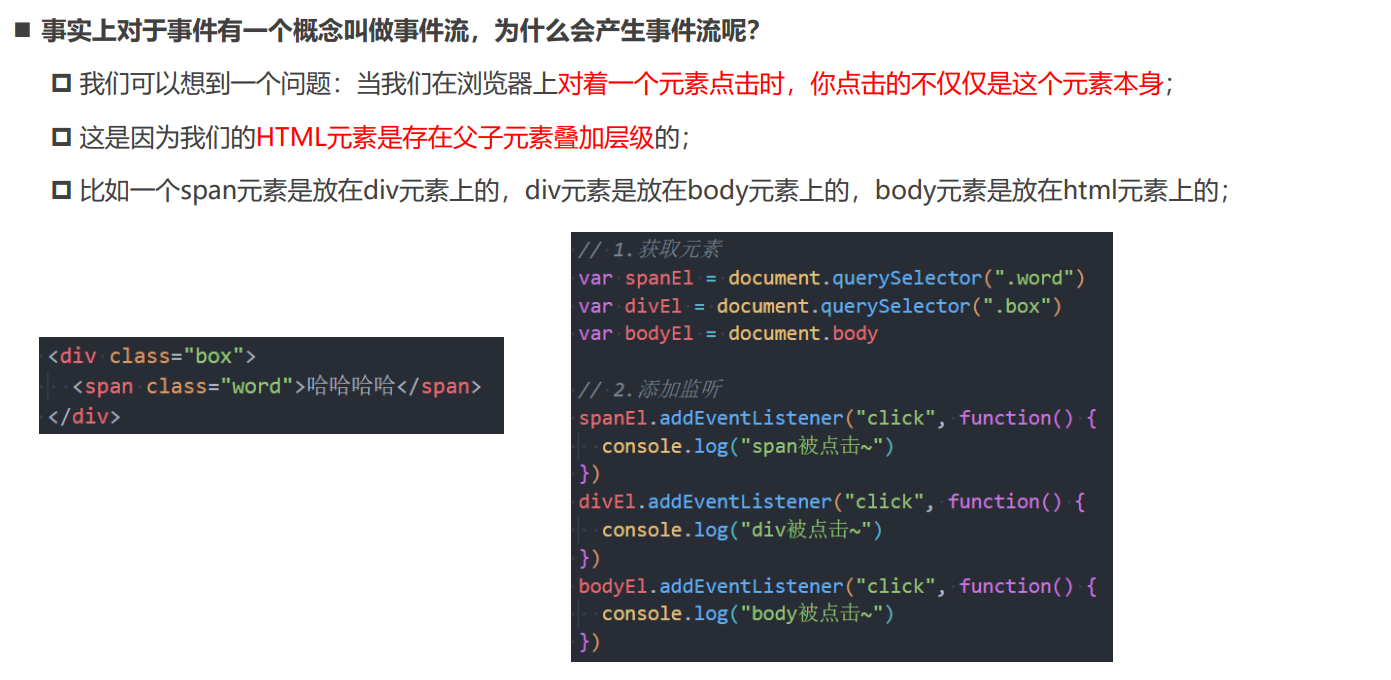 ■ 事实上对于事件有一个概念叫做事件流，为什么会产生事件流呢？
我们可以想到一个问题：当我们在浏览器上对着一个元素点击时，你点击的不仅仅是这个元素本身；
这是因为我们的HTML元素是存在父子元素叠加层级的；
比如一个span元素是放在div元素上的，div元素是放在body元素上的，body元素是放在html元素上的；
<div class="box">
<span class="word">哈哈哈哈</span>
</div>
// 1.获取元素
var spanEl = document.querySelector(".word")
var divEl = document.querySelector(".box")
var bodyEl = document.body
// 2.添加监听
spanEl.addEventListener("click", function() {
console.log("span被点击~")
})
divEl.addEventListener("click", function() {
console.log("div被点击~")
})
bodyEl.addEventListener("click", function() {
console.log("body被点击~")
})